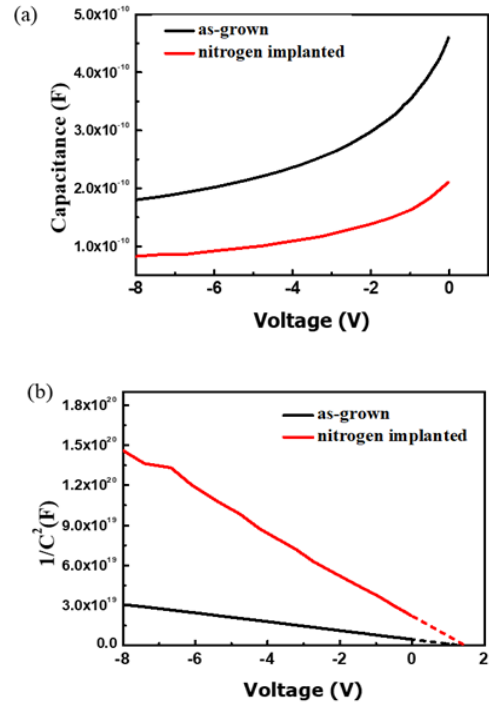 (a)
5.0x10⁻¹⁰
4.0x10⁻¹⁰
3.0x10⁻¹⁰
2.0x10⁻¹⁰
1.0x10⁻¹⁰
Capacitance (F)
as-grown
nitrogen implanted
-8 -6 -4 -2 0
Voltage (V)
(b)
1.8x10²⁰
1.5x10²⁰
1.2x10²⁰
9.0x10¹⁹
6.0x10¹⁹
3.0x10¹⁹
0.0
1/C²(F)
as-grown
nitrogen implanted
-8 -6 -4 -2 0 2
Voltage (V)